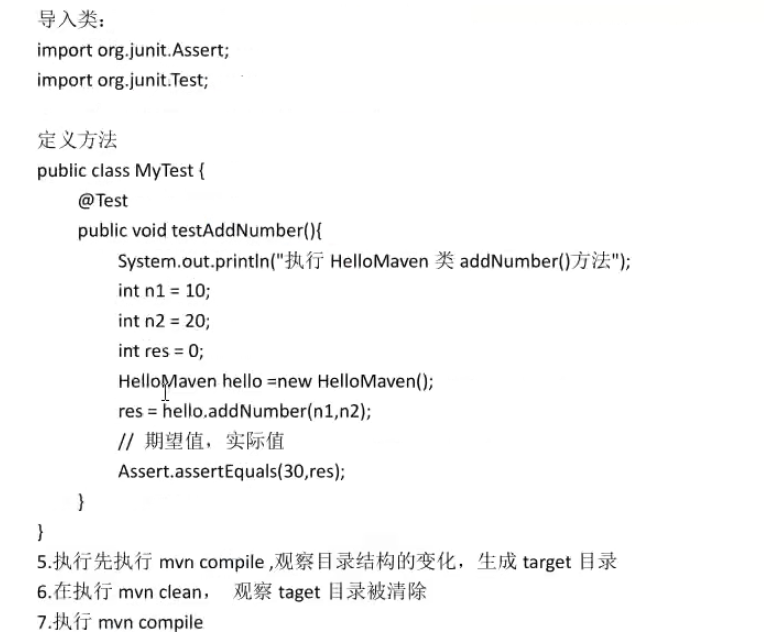 导入类：
import org.junit.Assert;
import org.junit.Test;
定义方法
public class MyTest {
@Test
public void testAddNumber(){
System.out.println("执行 HelloMaven 类 addNumber()方法");
int n1 = 10;
int n2 = 20;
int res = 0;
HelloMaven hello =new HelloMaven();
res = hello.addNumber(n1,n2);
// 期望值，实际值
Assert.assertEquals(30,res);
}
}
5.执行先执行 mvn compile ,观察目录结构的变化，生成 target 目录
6.在执行 mvn clean， 观察 taget 目录被清除
7.执行 mvn compile